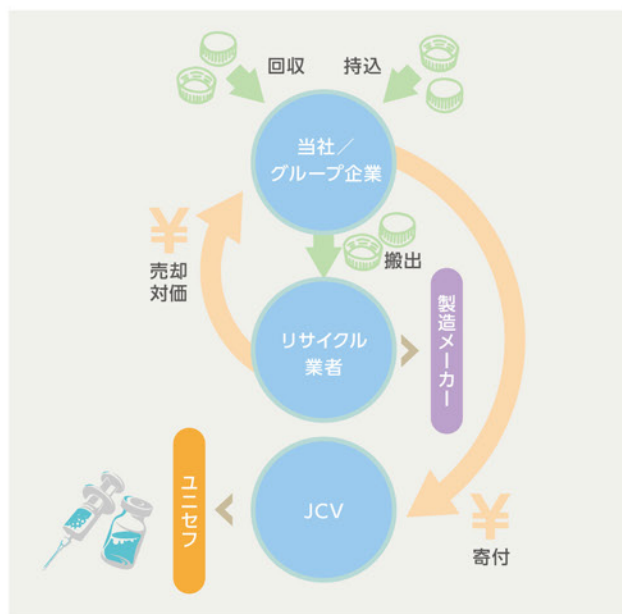 回収
持込
当社／
グループ企業
¥
売却
対価
搬出
リサイクル
業者
製造メーカー
ユニセフ
JCV
¥
寄付